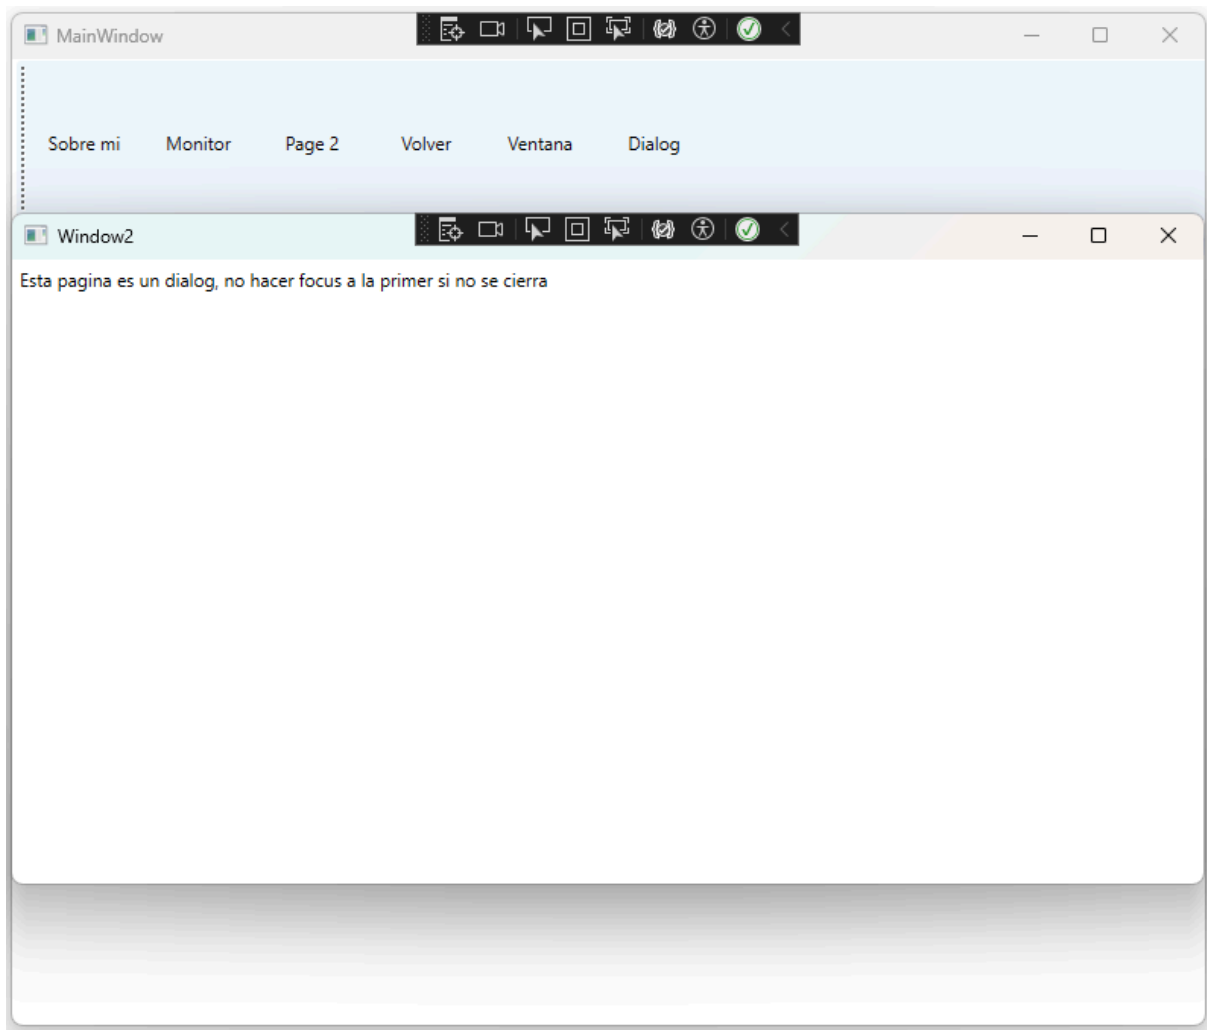 MainWindow
Sobre mi Monitor Page 2 Volver Ventana Dialog
Window2
Esta pagina es un dialog, no hacer focus a la primer si no se cierra